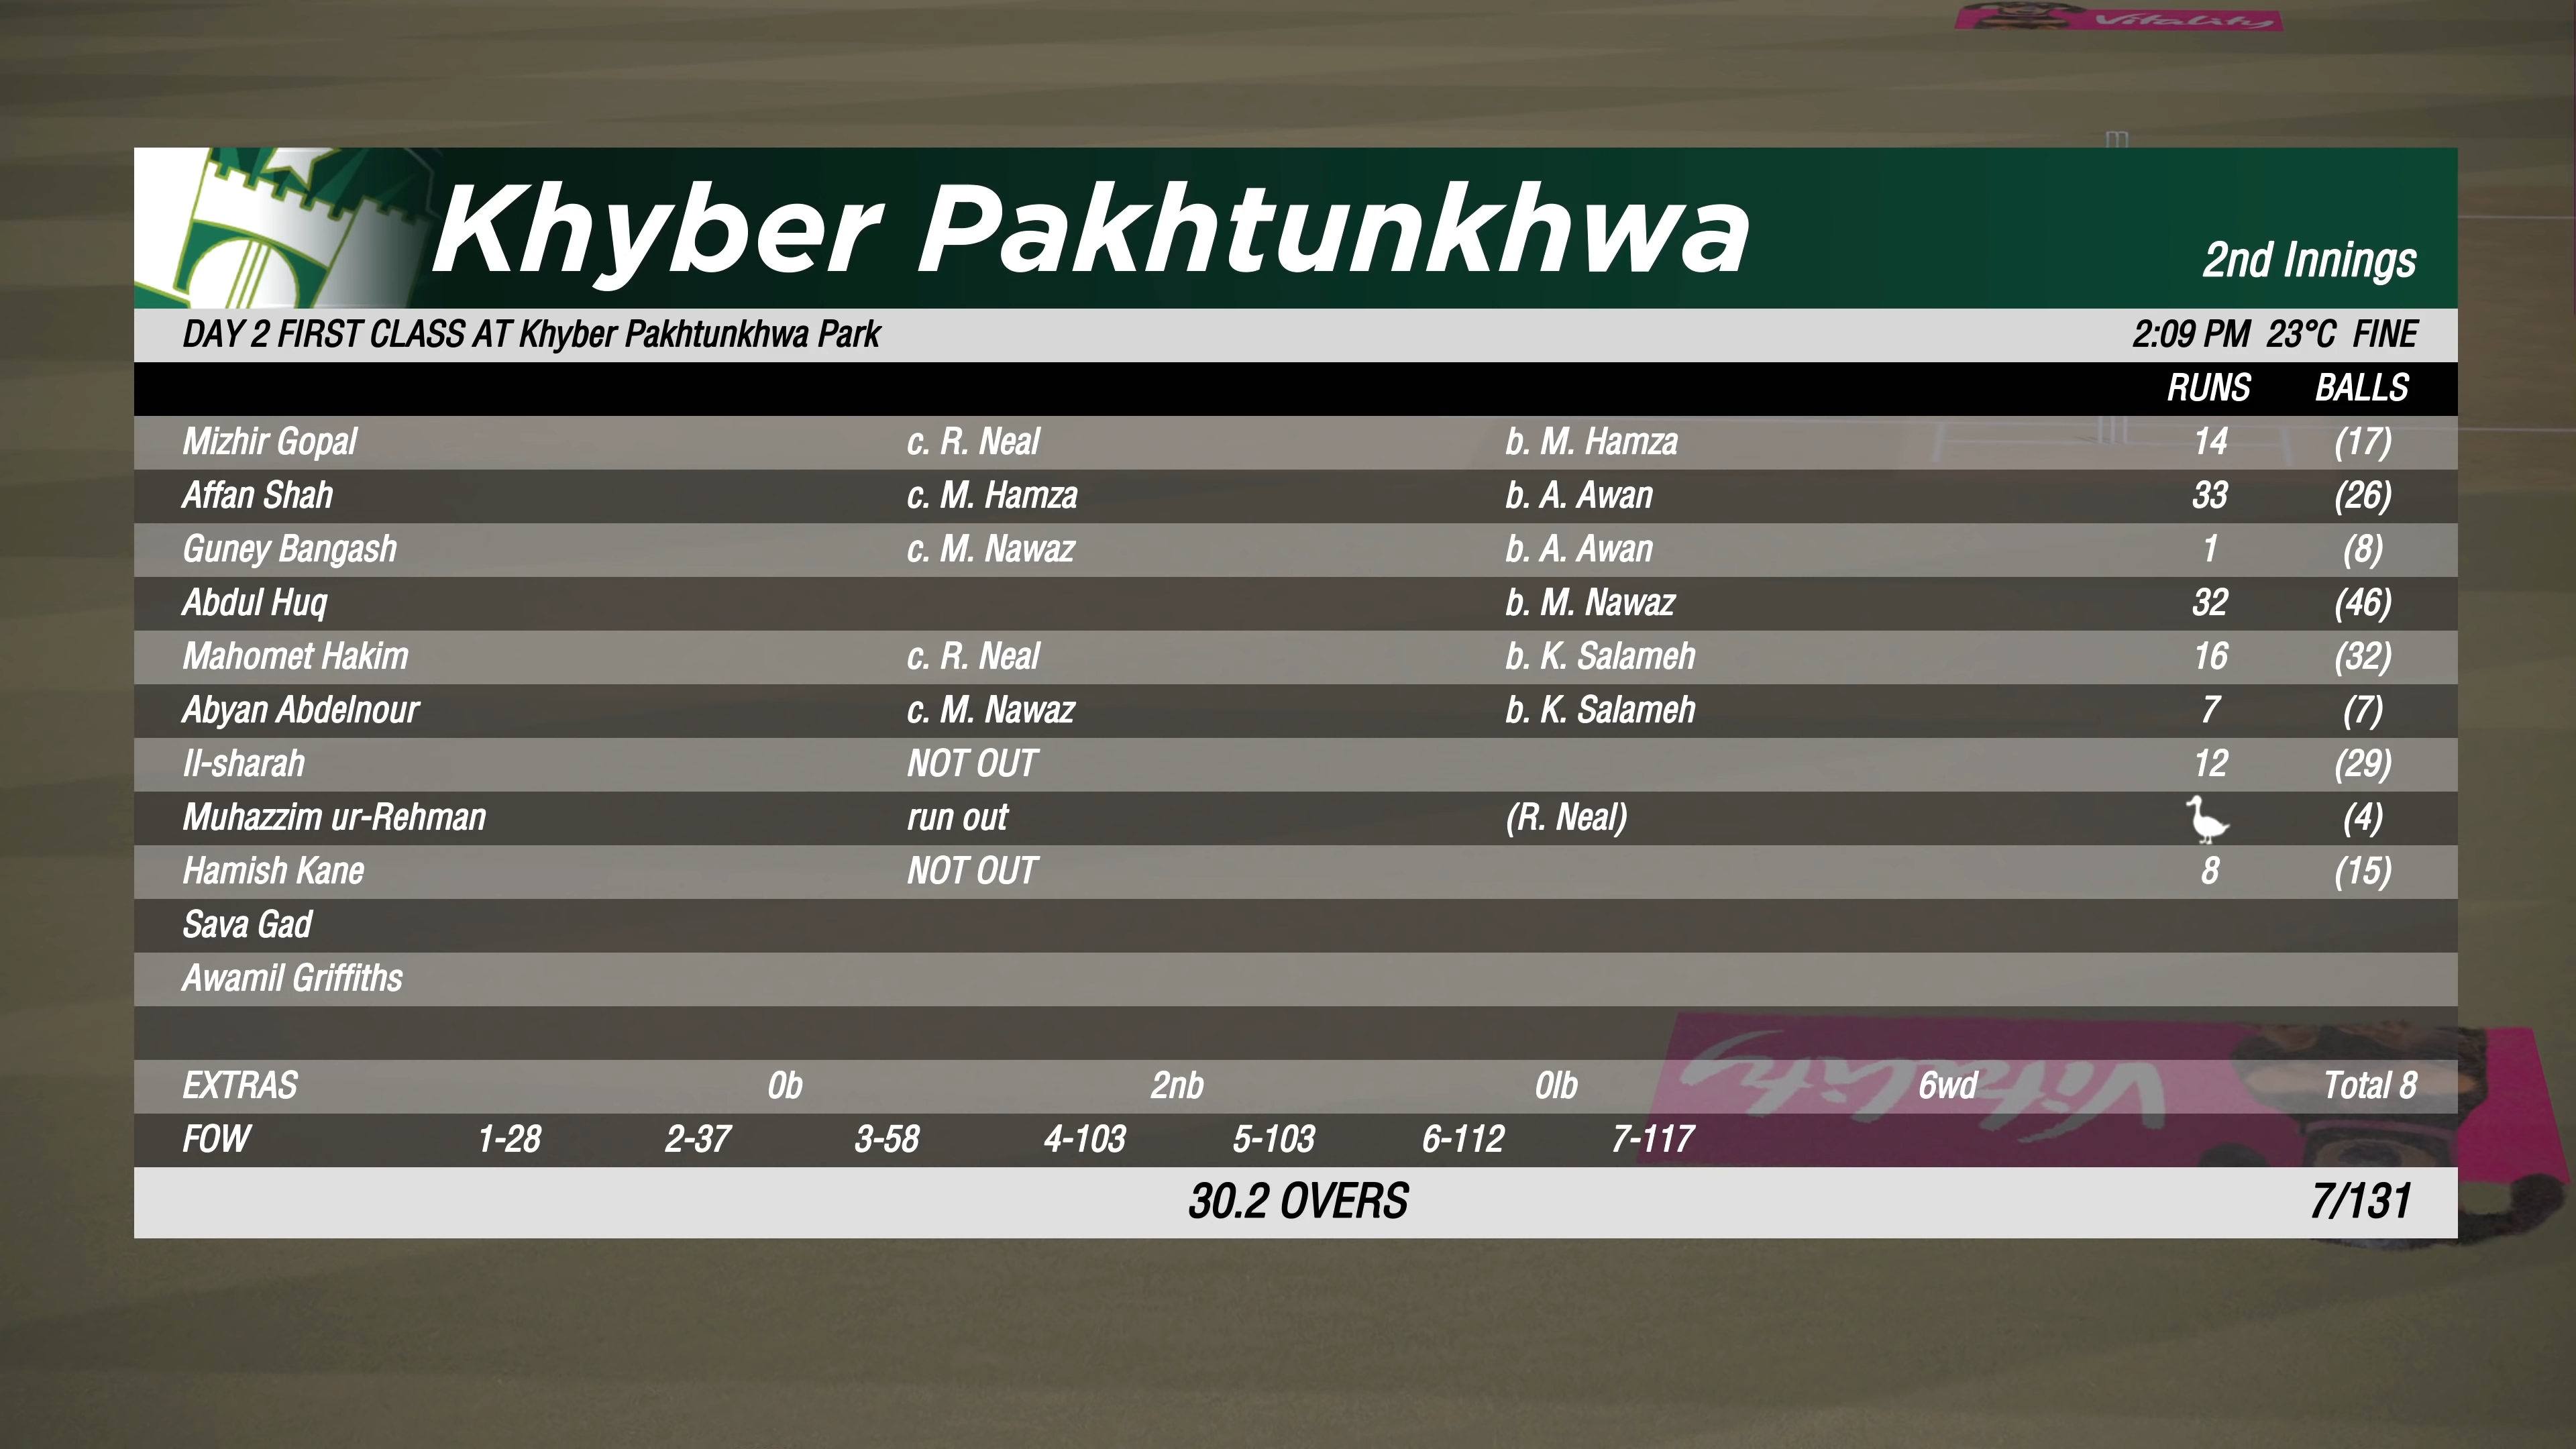 Vitality
Khyber Pakhtunkhwa
2nd Innings
DAY 2 FIRST CLASS AT Khyber Pakhtunkhwa Park 2:09 PM 23°C FINE
RUNS BALLS
Mizhir Gopal c. R. Neal b. M. Hamza 14 (17)
Affan Shah c. M. Hamza b. A. Awan 33 (26)
Guney Bangash c. M. Nawaz b. A. Awan 1 (8)
Abdul Huq b. M. Nawaz 32 (46)
Mahomet Hakim c. R. Neal b. K. Salameh 16 (32)
Abyan Abdelnour c. M. Nawaz b. K. Salameh 7 (7)
Il-sharah NOT OUT 12 (29)
Muhazzim ur-Rehman run out (R. Neal) (4)
Hamish Kane NOT OUT 8 (15)
Sava Gad
Awamil Griffiths
Vitality
EXTRAS 0b 2nb 0lb 6wd Total 8
FOW 1-28 2-37 3-58 4-103 5-103 6-112 7-117
30.2 OVERS 7/131